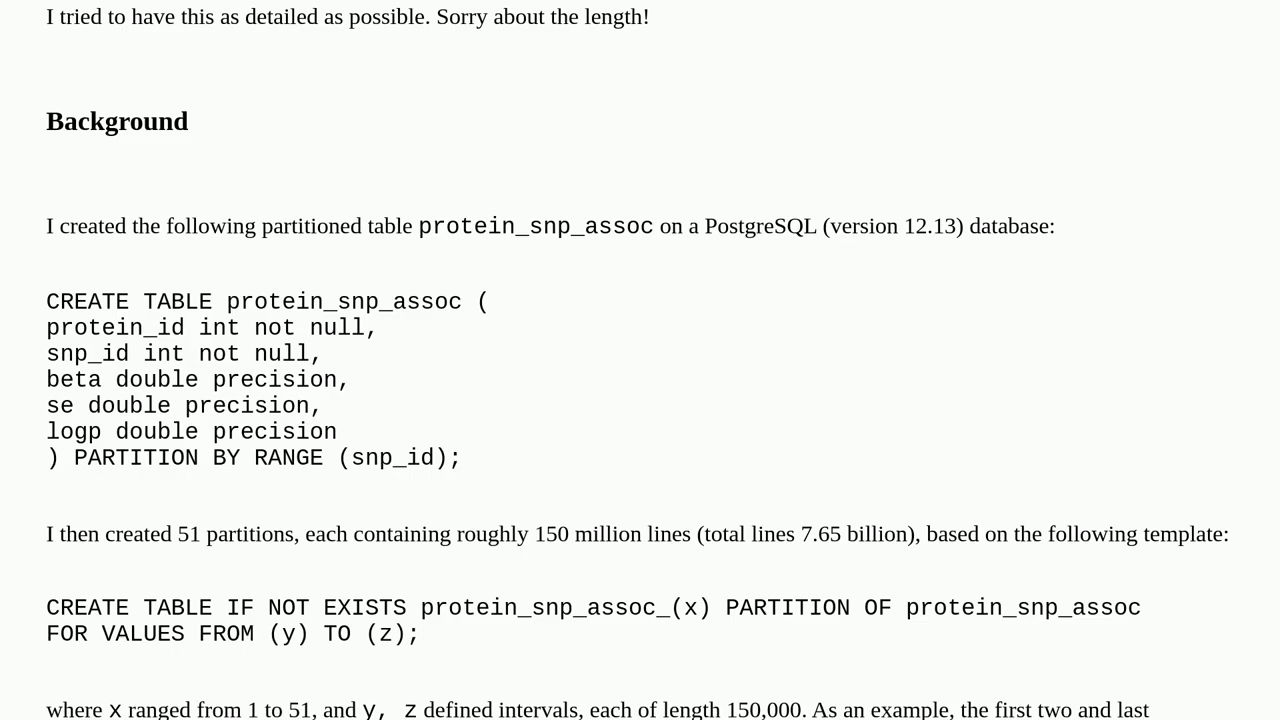 I tried to have this as detailed as possible. Sorry about the length!
Background
I created the following partitioned table protein_snp_assoc on a PostgreSQL (version 12.13) database:
CREATE TABLE protein_snp_assoc (
protein_id int not null,
snp_id int not null,
beta double precision,
se double precision,
logp double precision
) PARTITION BY RANGE (snp_id);
I then created 51 partitions, each containing roughly 150 million lines (total lines 7.65 billion), based on the following template:
CREATE TABLE IF NOT EXISTS protein_snp_assoc_(x) PARTITION OF protein_snp_assoc
FOR VALUES FROM (y) TO (z);
where x ranged from 1 to 51, and y, z defined intervals, each of length 150,000. As an example, the first two and last